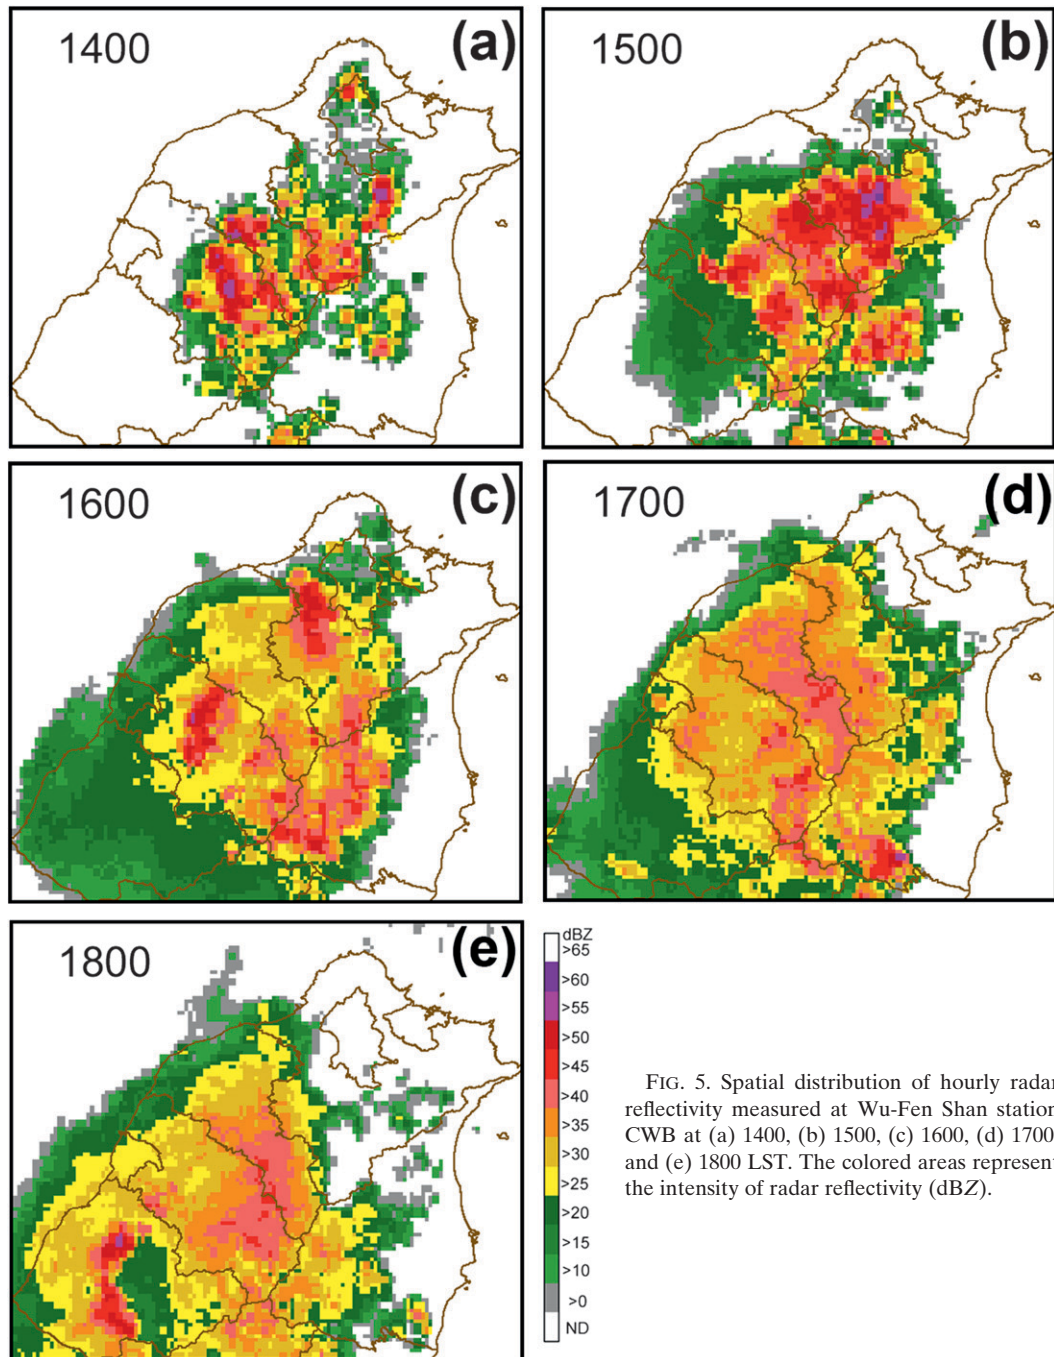 1400 (a)
1500 (b)
1600 (c)
1700 (d)
1800 (e)
dBZ
>65
>60
>55
>50
>45
>40
>35
>30
>25
>20
>15
>10
>0
ND
FIG. 5. Spatial distribution of hourly radar
reflectivity measured at Wu-Fen Shan station
CWB at (a) 1400, (b) 1500, (c) 1600, (d) 1700
and (e) 1800 LST. The colored areas represent
the intensity of radar reflectivity (dBZ).